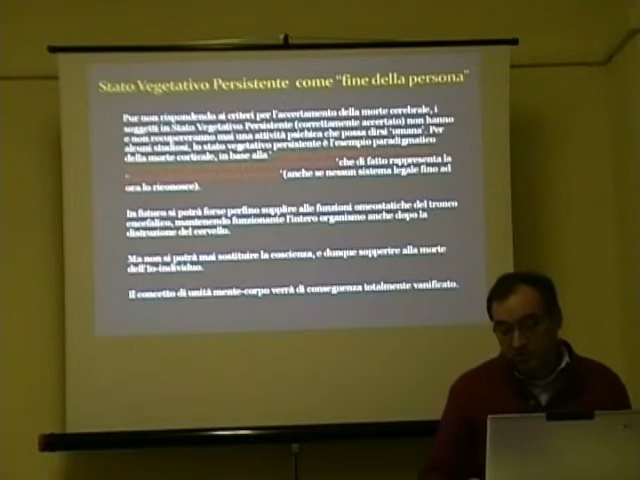 Stato Vegetativo Persistente come "fine della persona"
Pur non rispondendo ai criteri per l'accertamento della morte cerebrale, i
soggetti in Stato Vegetativo Persistente (correttamente accertato) non hanno
e non recupereranno mai una attività psichica che possa dirsi 'umana'. Per
alcuni studiosi, lo stato vegetativo persistente è l'esempio paradigmatico
della morte corticale, in base alla "
"che di fatto rappresenta la
"(anche se nessun sistema legale fino ad
ora lo riconosce).
In futuro si potrà forse perfino supplire alle funzioni omeostatiche del tronco
encefalico, mantenendo funzionante l'intero organismo anche dopo la
distruzione del cervello.
Ma non si potrà mai sostituire la coscienza, e dunque sopperire alla morte
dell'Io-individuo.
Il concetto di unità mente-corpo verrà di conseguenza totalmente vanificato.